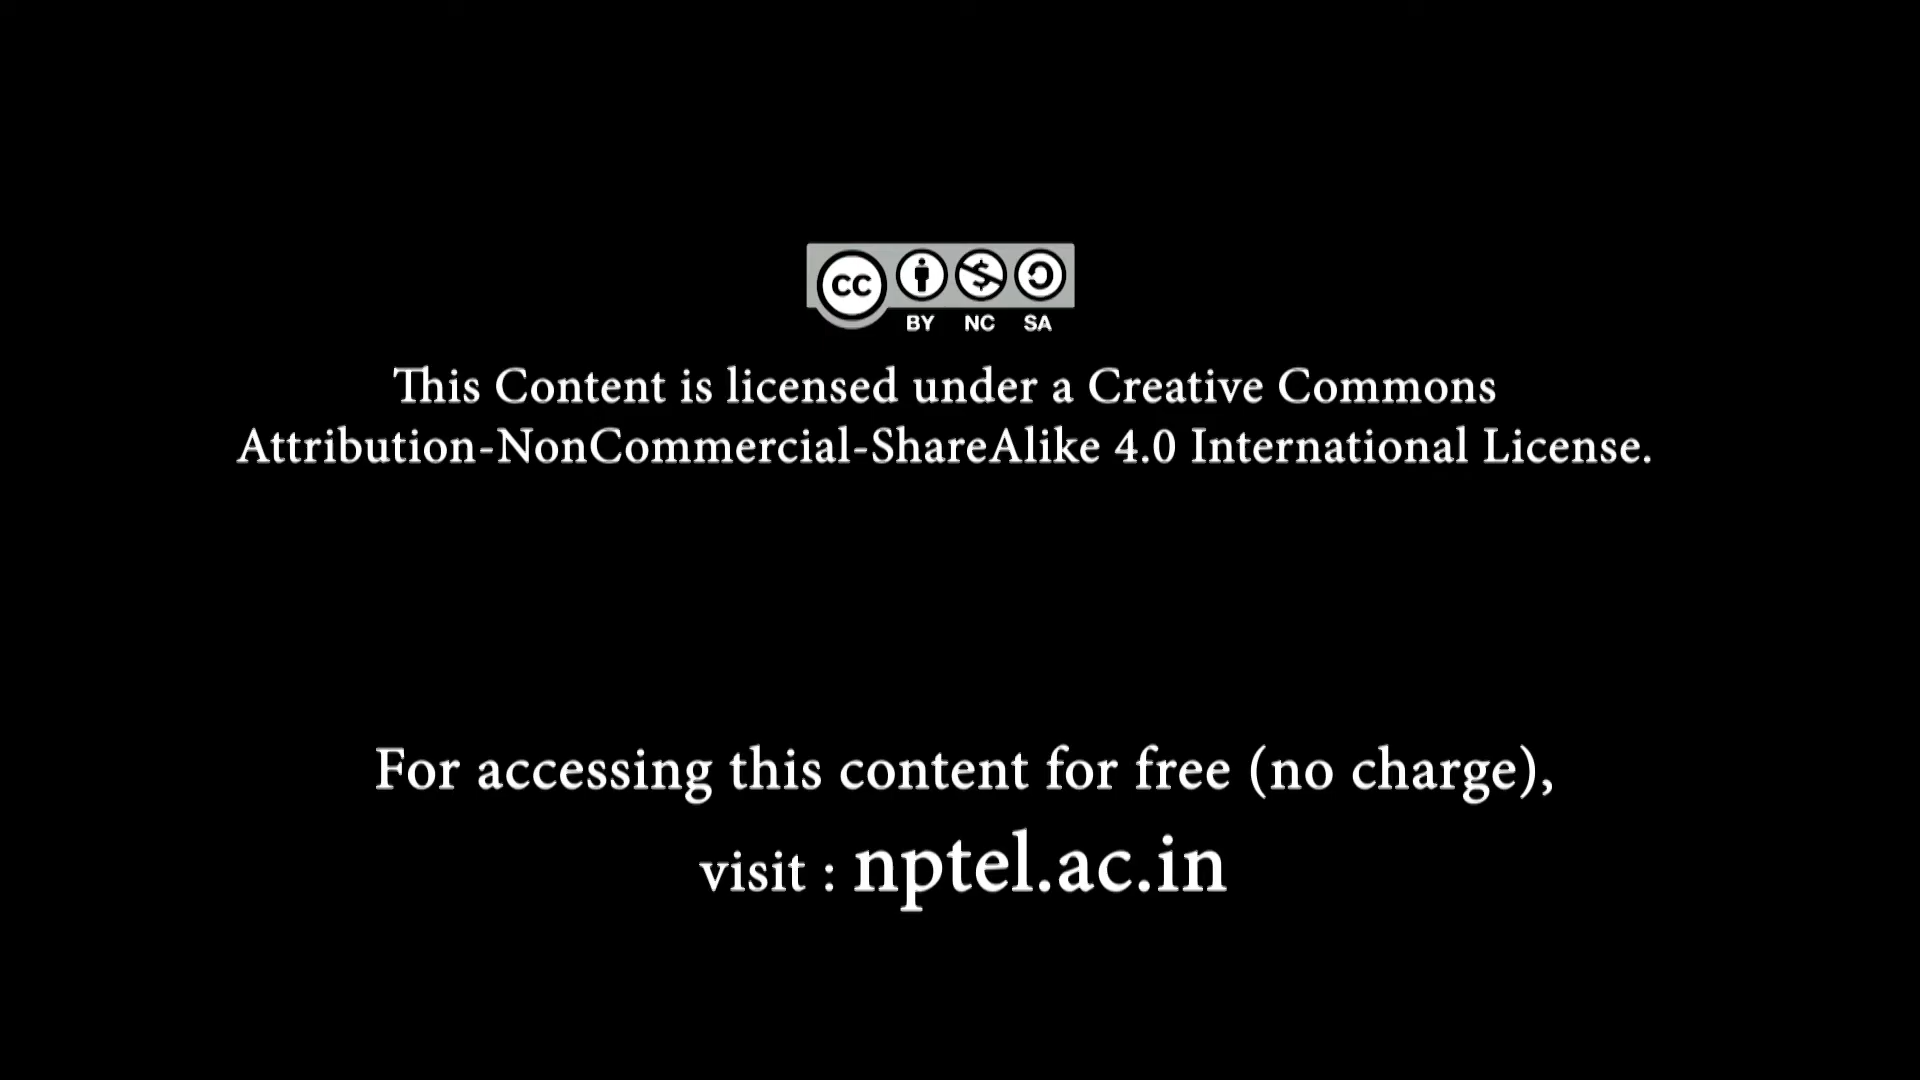 cc
BY NC SA
This Content is licensed under a Creative Commons
Attribution-NonCommercial-ShareAlike 4.0 International License.
For accessing this content for free (no charge),
visit : nptel.ac.in